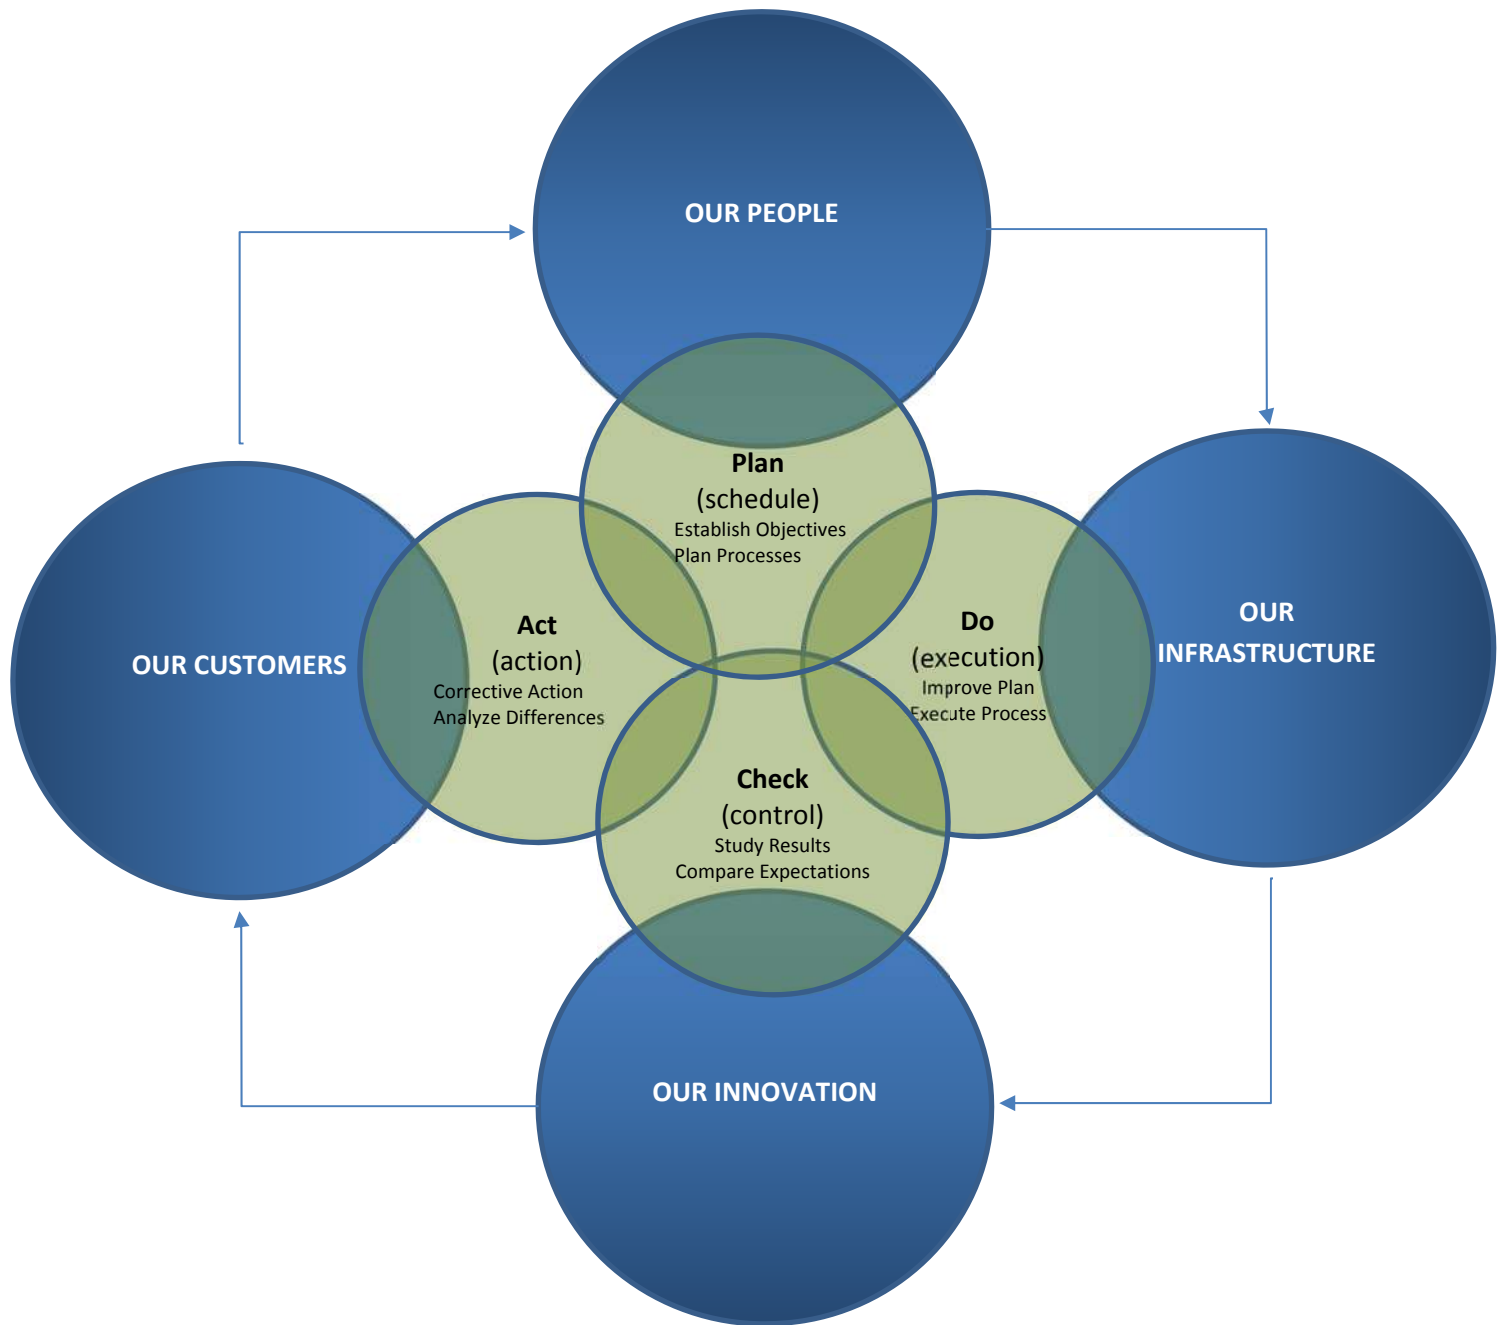 OUR PEOPLE
Plan
(schedule)
Establish Objectives
Plan Processes
OUR CUSTOMERS
Act
(action)
Corrective Action
Analyze Differences
Do
(execution)
Improve Plan
Execute Process
OUR
INFRASTRUCTURE
Check
(control)
Study Results
Compare Expectations
OUR INNOVATION